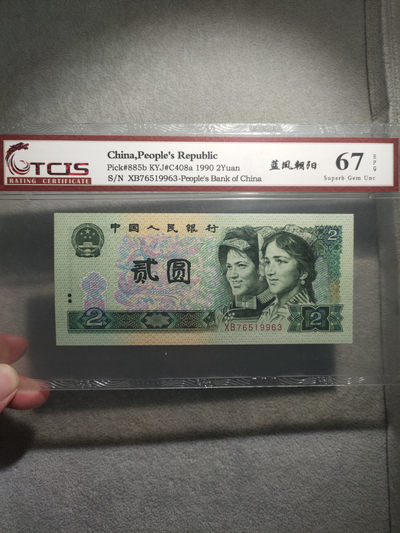 TCIS
RATING CERTIFICATE
China,People's Republic
Pick#885b KYJ#C408a 1990 2Yuan
S/N XB76519963-People's Bank of China
蓝凤朝阳
67 EPQ
Superb Gem Unc
中国人民银行
2
贰圆
XB76519963
2
2